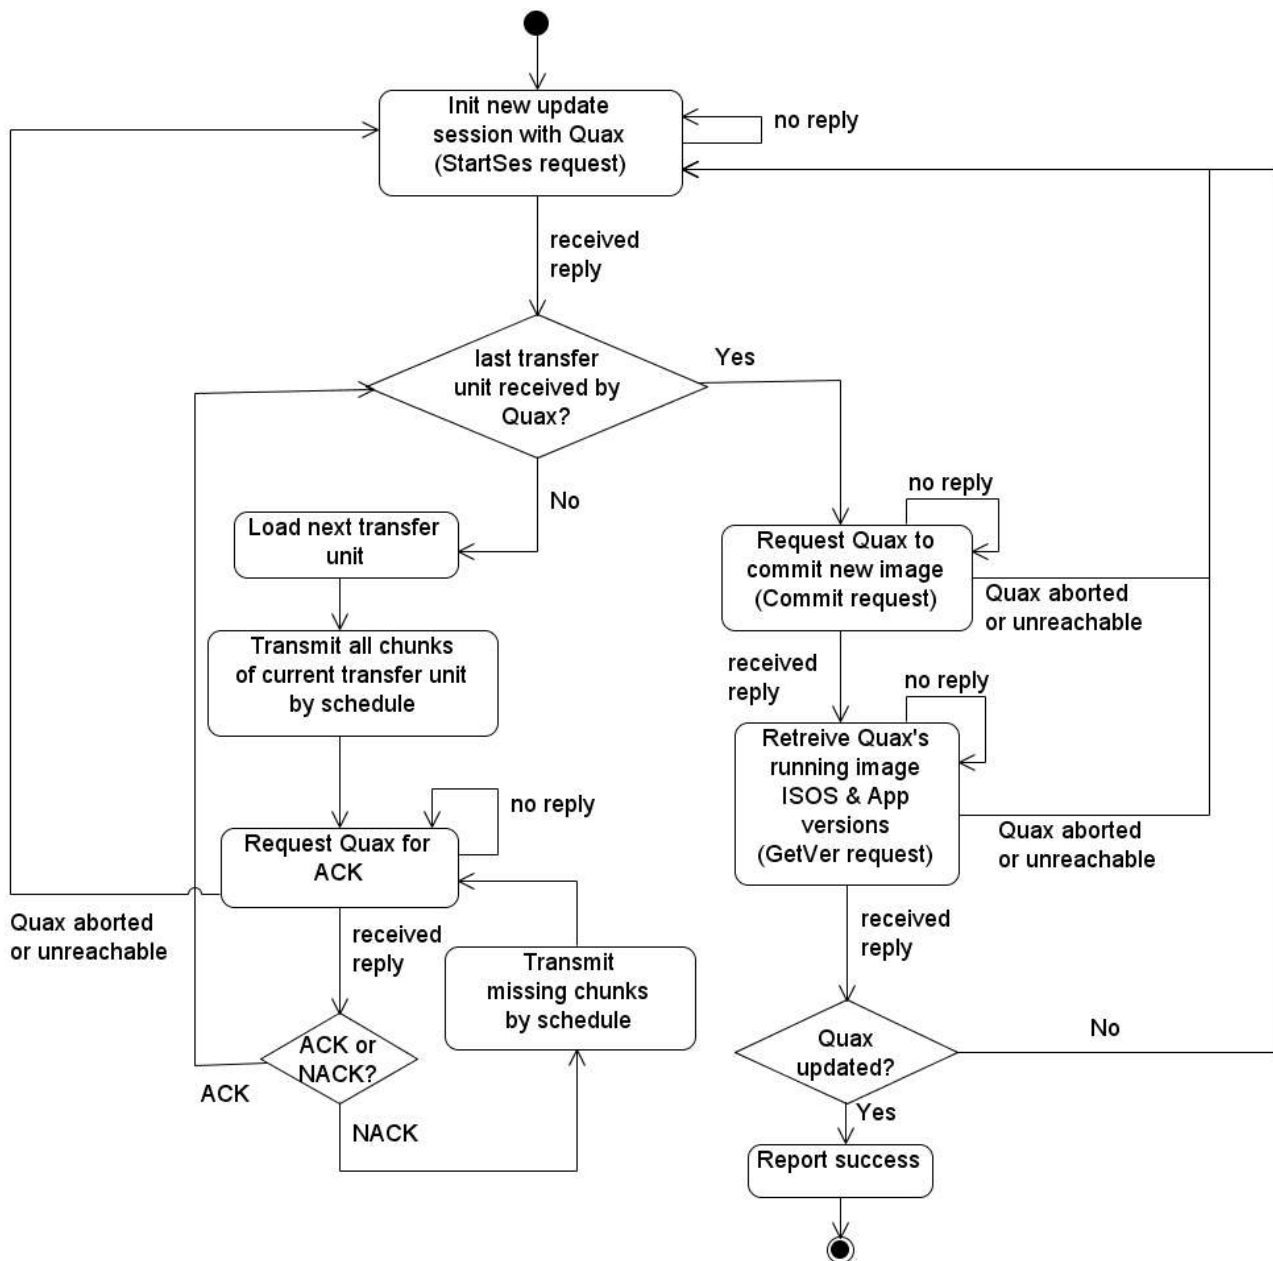 Init new update
session with Quax
(StartSes request)
no reply
received
reply
last transfer
unit received by
Quax?
Yes
No
Load next transfer
unit
Transmit all chunks
of current transfer unit
by schedule
no reply
Request Quax for
ACK
Quax aborted
or unreachable
received
reply
Transmit
missing chunks
by schedule
ACK or
NACK?
ACK
NACK
no reply
Request Quax to
commit new image
(Commit request)
Quax aborted
or unreachable
received
reply
no reply
Retreive Quax's
running image
ISOS & App
versions
(GetVer request)
Quax aborted
or unreachable
received
reply
Quax
updated?
No
Yes
Report success